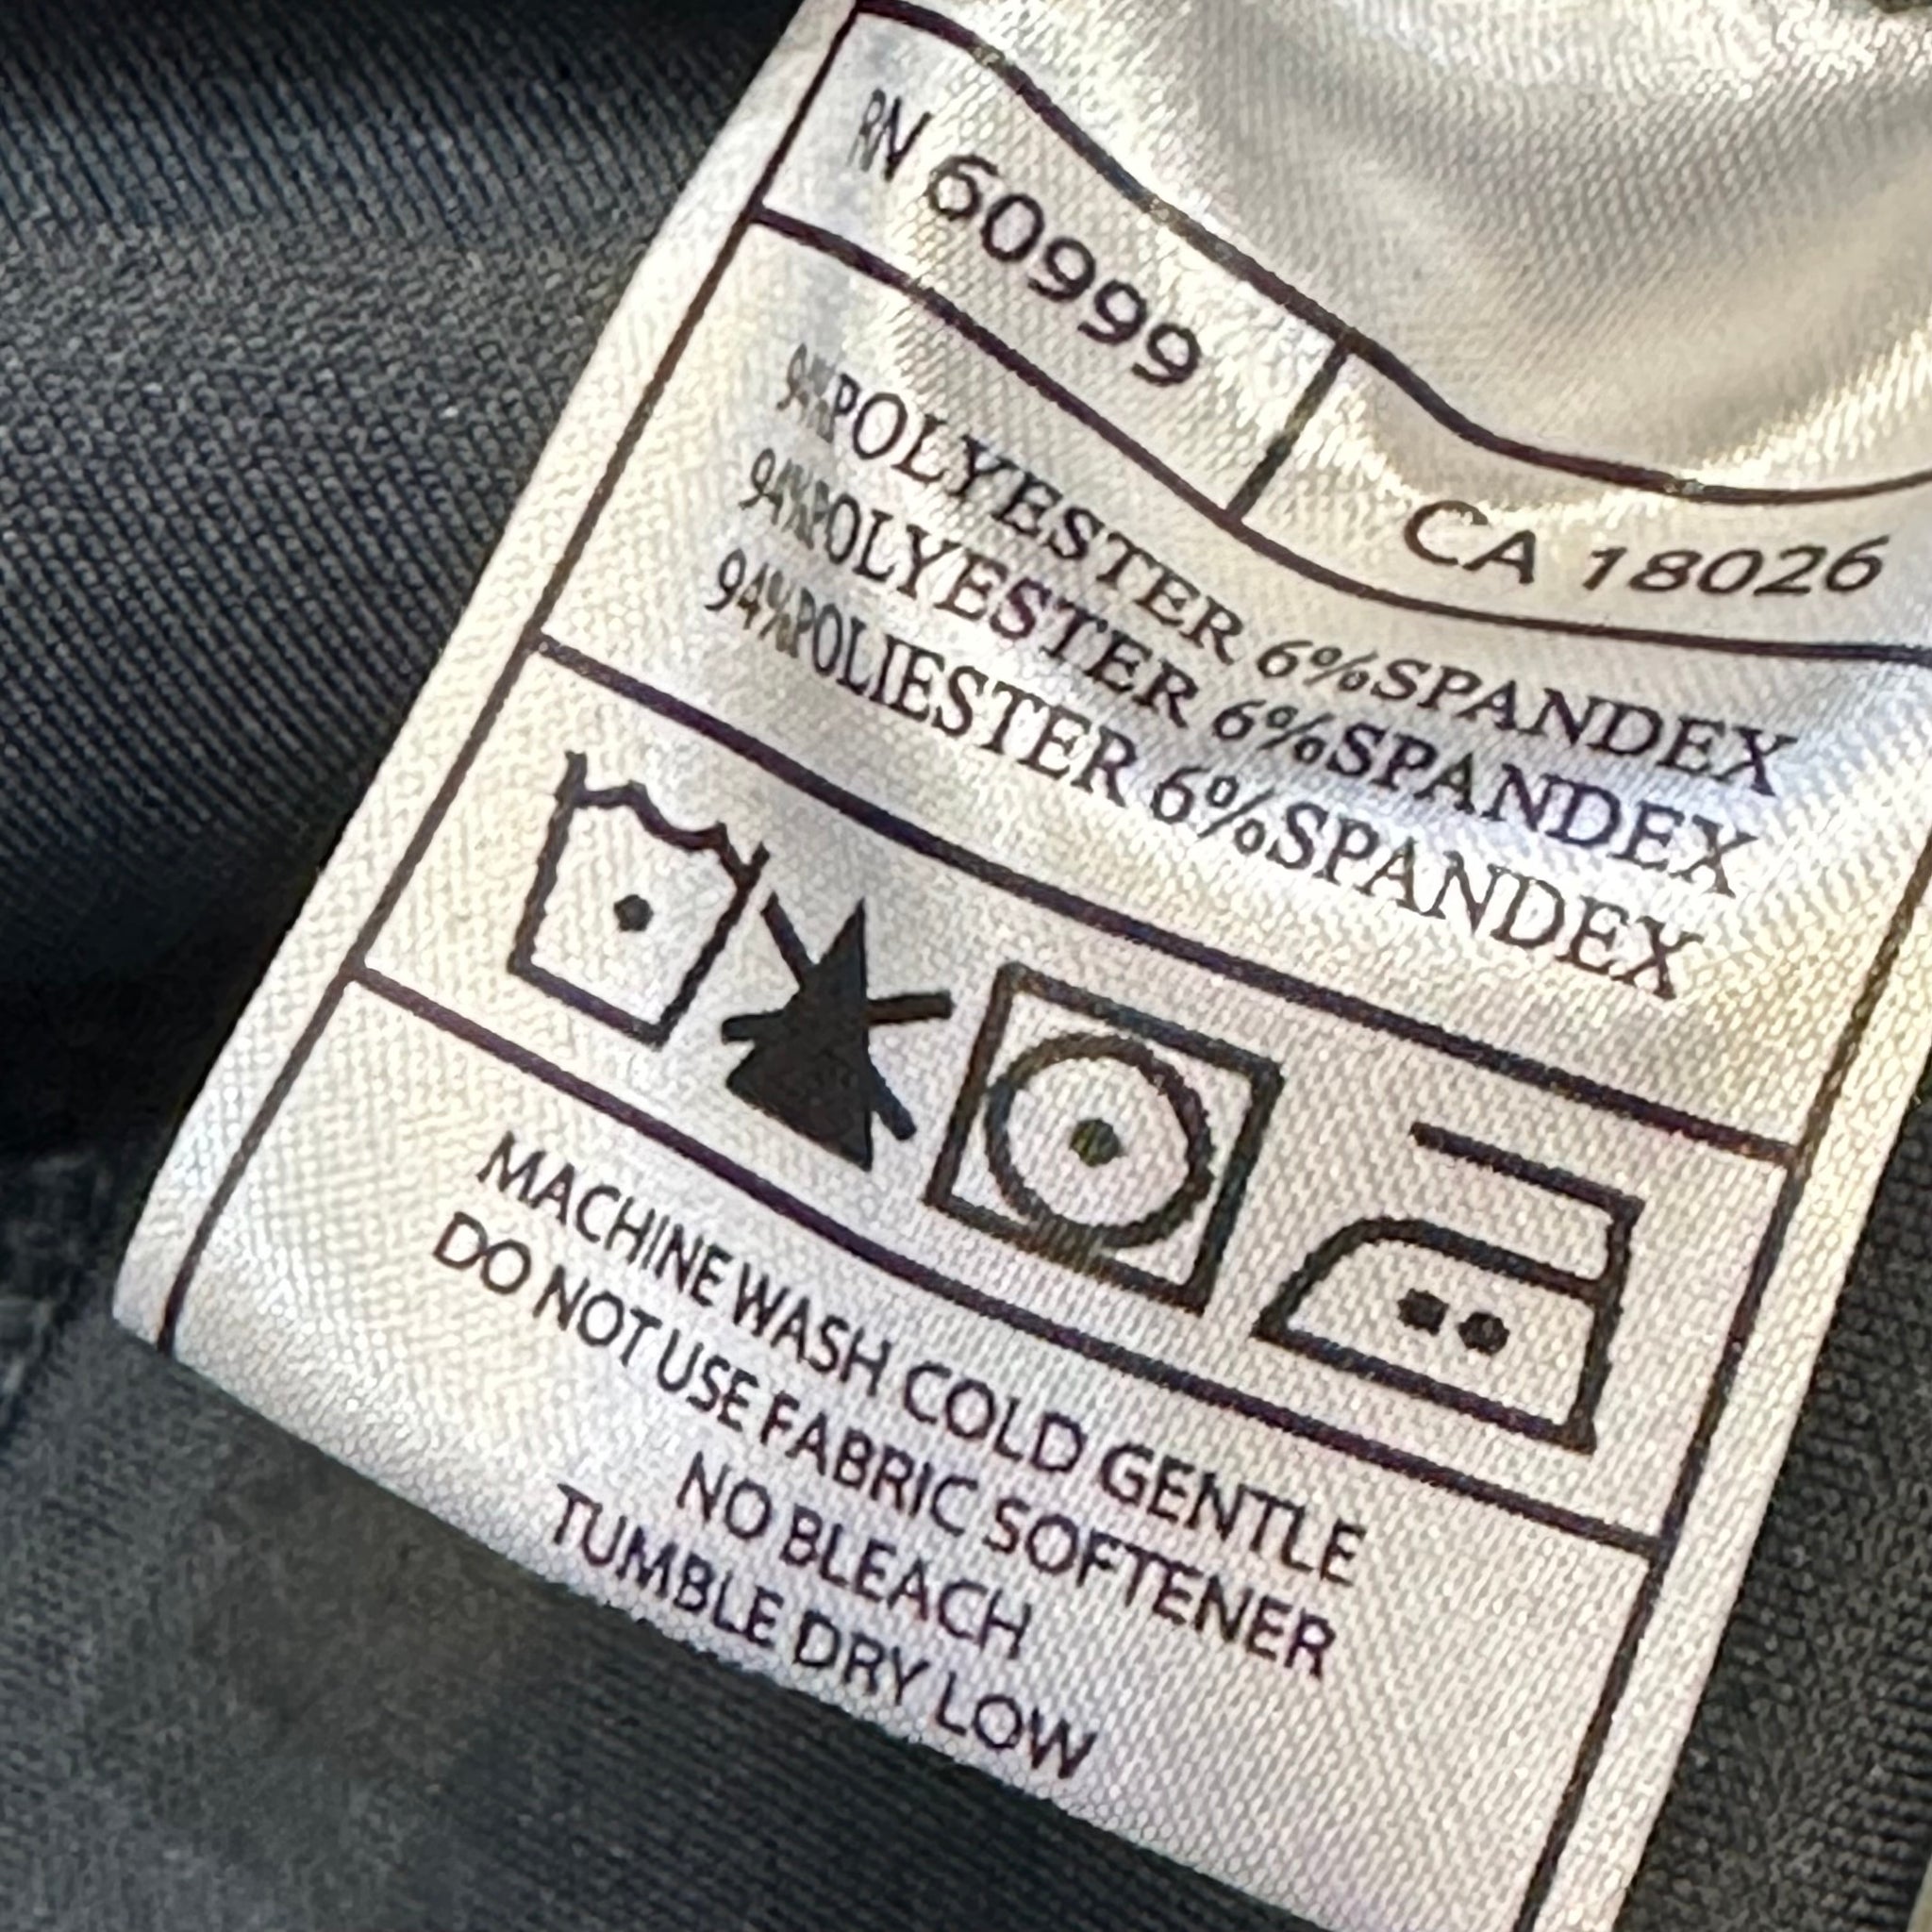 RN 60999
CA 18026
94%POLYESTER 6%SPANDEX
94%POLYESTER 6%SPANDEX
94%POLIESTER 6%SPANDEX
MACHINE WASH COLD GENTLE
DO NOT USE FABRIC SOFTENER
NO BLEACH
TUMBLE DRY LOW